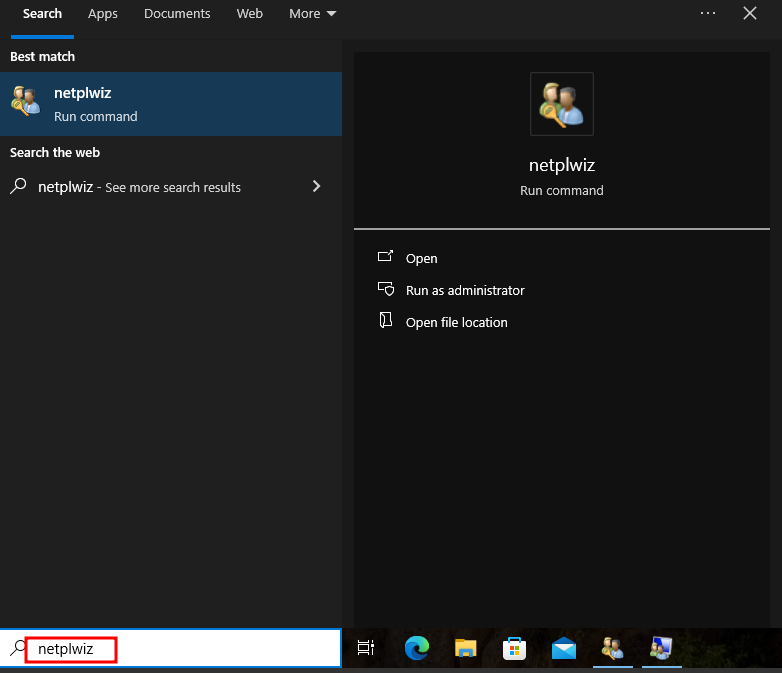 Search Apps Documents Web More
Best match
netplwiz
Run command
Search the web
netplwiz - See more search results
netplwiz
Run command
Open
Run as administrator
Open file location
netplwiz